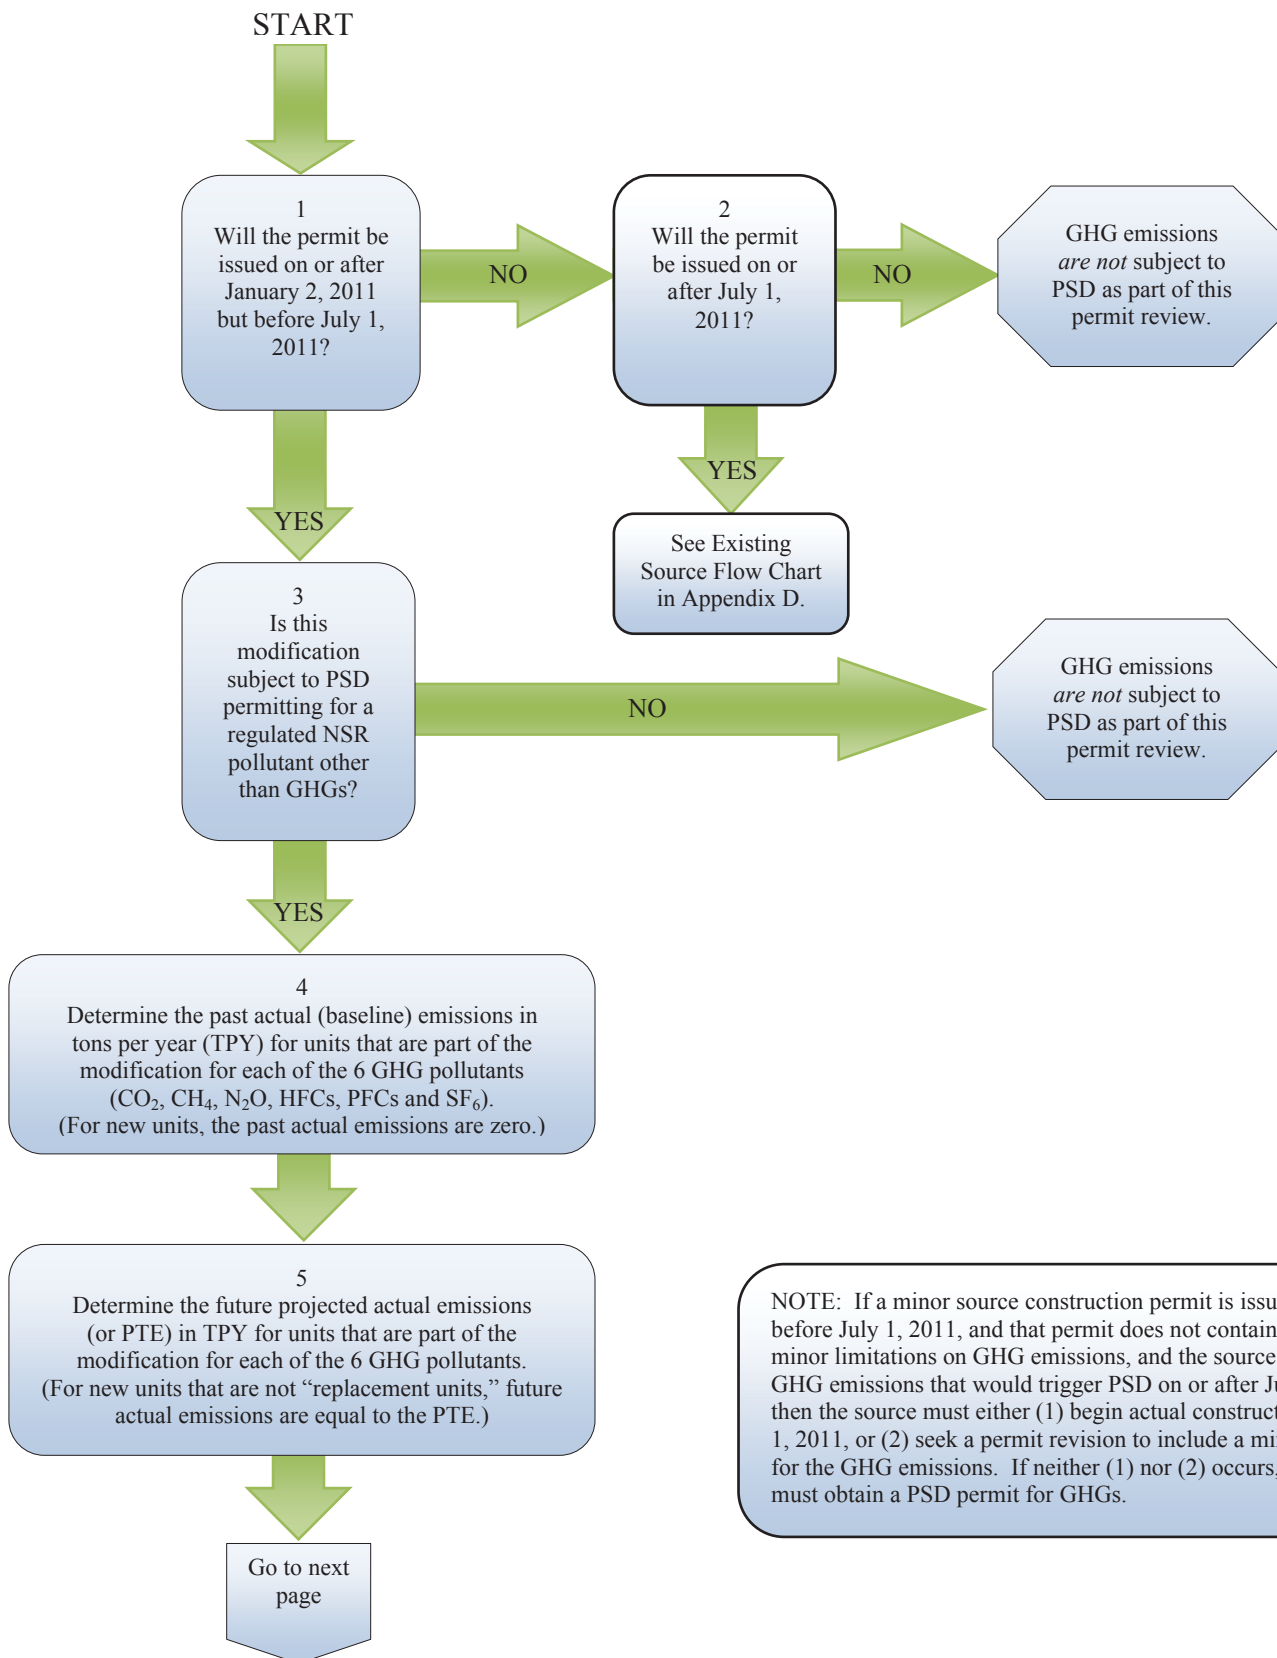 START
1
Will the permit be
issued on or after
January 2, 2011
but before July 1,
2011?
NO
2
Will the permit
be issued on or
after July 1,
2011?
NO
GHG emissions
are not subject to
PSD as part of this
permit review.
YES
YES
See Existing
Source Flow Chart
in Appendix D.
3
Is this
modification
subject to PSD
permitting for a
regulated NSR
pollutant other
than GHGs?
NO
GHG emissions
are not subject to
PSD as part of this
permit review.
YES
4
Determine the past actual (baseline) emissions in
tons per year (TPY) for units that are part of the
modification for each of the 6 GHG pollutants
(CO₂, CH₄, N₂O, HFCs, PFCs and SF₆).
(For new units, the past actual emissions are zero.)
5
Determine the future projected actual emissions
(or PTE) in TPY for units that are part of the
modification for each of the 6 GHG pollutants.
(For new units that are not “replacement units,” future
actual emissions are equal to the PTE.)
Go to next
page
NOTE: If a minor source construction permit is issu
before July 1, 2011, and that permit does not contain
minor limitations on GHG emissions, and the source
GHG emissions that would trigger PSD on or after Ju
then the source must either (1) begin actual construct
1, 2011, or (2) seek a permit revision to include a mi
for the GHG emissions. If neither (1) nor (2) occurs,
must obtain a PSD permit for GHGs.